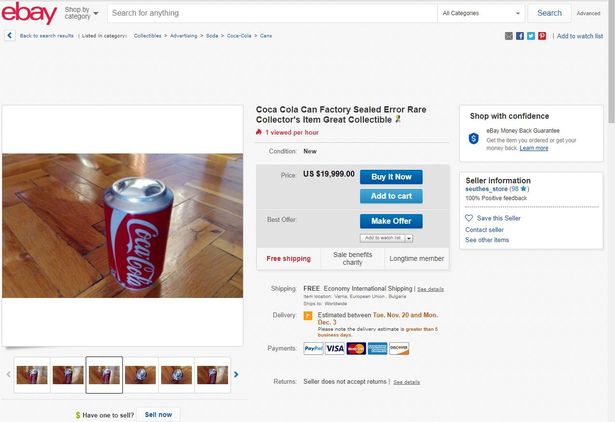 ebay
Shop by
category
Search for anything
All Categories
Search
Advanced
Back to search results | Listed in category: Collectibles > Advertising > Soda > Coca-Cola > Cans
| Add to watch list
Coca Cola Can Factory Sealed Error Rare
Collector's Item Great Collectible
1 viewed per hour
Condition: New
Price: US $19,999.00
Buy It Now
Add to cart
Best Offer:
Make Offer
Add to watch list
Free shipping
Sale benefits
charity
Longtime member
Shipping: FREE Economy International Shipping | See details
Item location: Varna, European Union, Bulgaria
Ships to: Worldwide
Delivery: Estimated between Tue. Nov. 20 and Mon.
Dec. 3
Please note the delivery estimate is greater than 5
business days.
Payments: PayPal VISA MasterCard DISCOVER
Returns: Seller does not accept returns | See details
Shop with confidence
eBay Money Back Guarantee
Get the item you ordered or get your
money back. Learn more
Seller information
seuthes_store (98 ★)
100% Positive feedback
Save this Seller
Contact seller
See other items
Coca-Cola
$ Have one to sell? Sell now